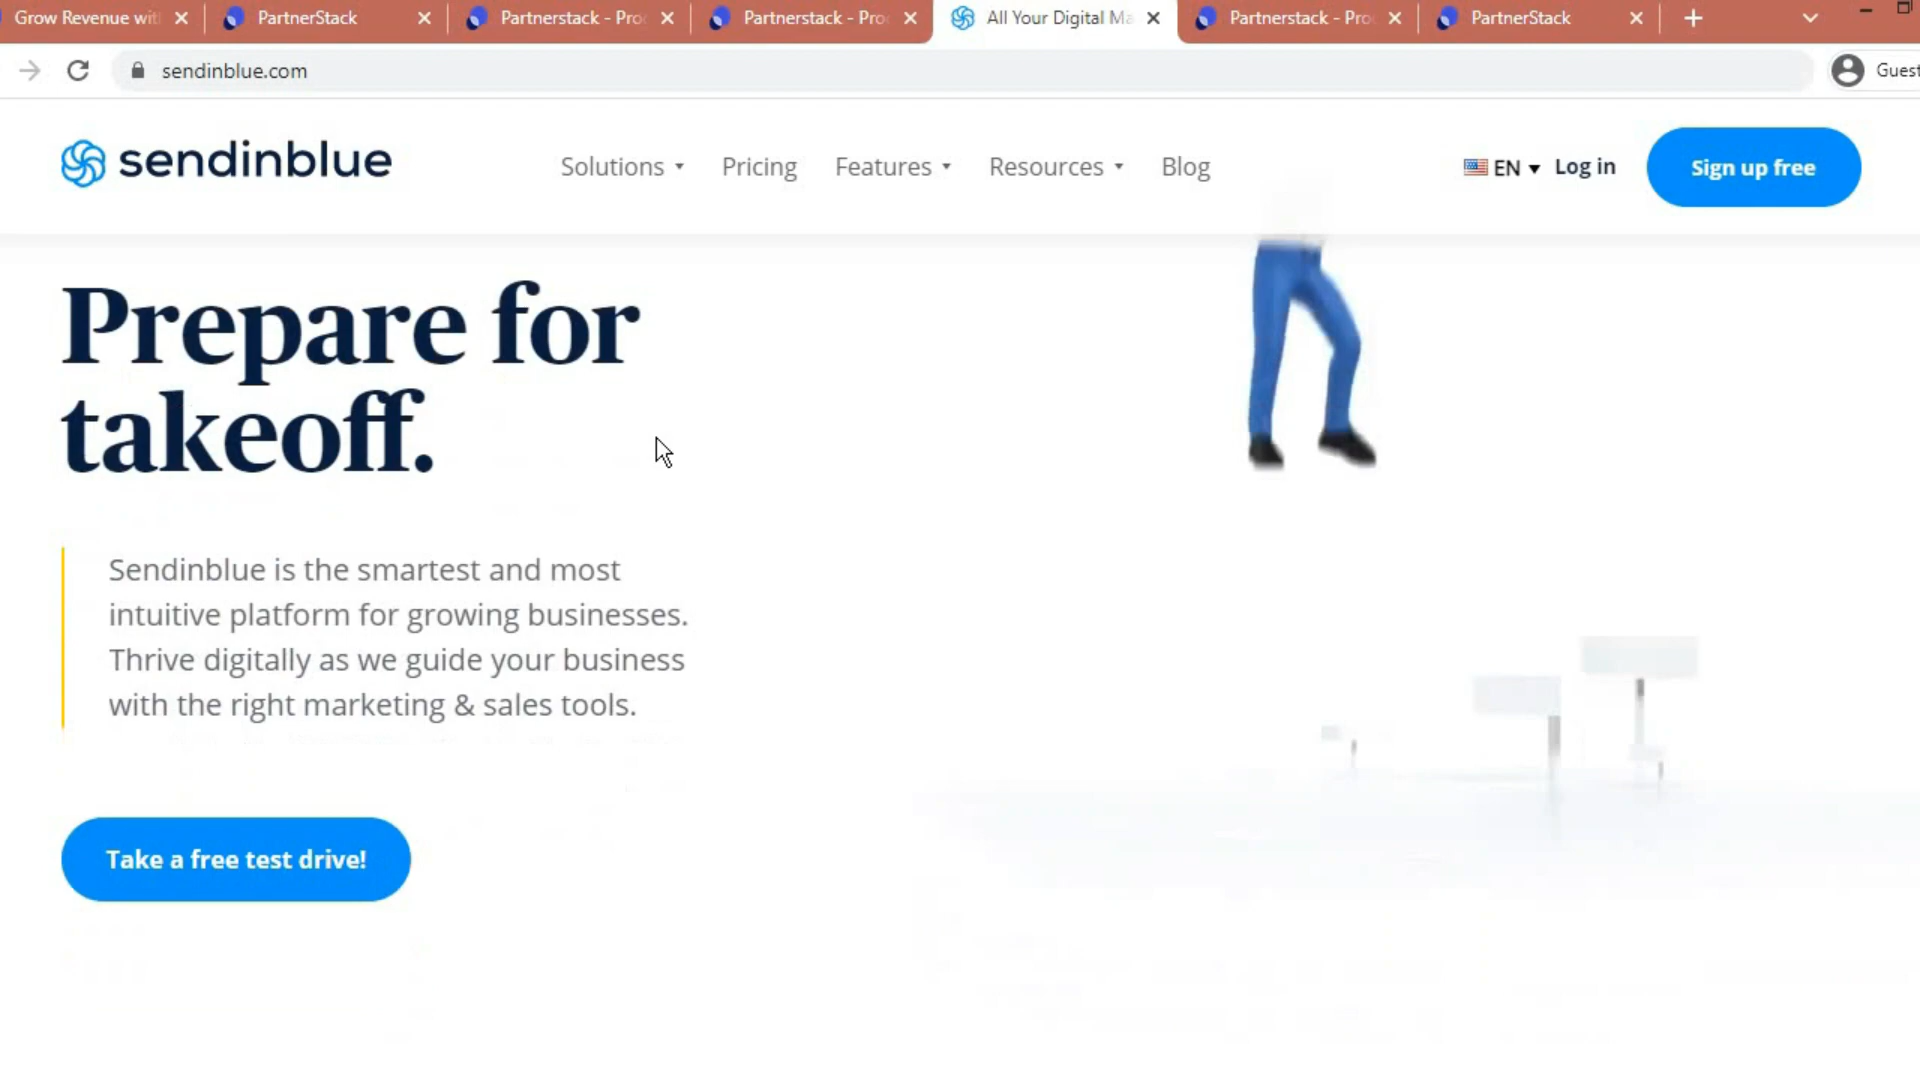 Grow Revenue wit
PartnerStack
Partnerstack - Pro
Partnerstack - Pro
All Your Digital Ma
Partnerstack - Pro
PartnerStack
sendinblue.com
Guest
sendinblue
Solutions
Pricing
Features
Resources
Blog
EN
Log in
Sign up free
Prepare for
takeoff.
Sendinblue is the smartest and most
intuitive platform for growing businesses.
Thrive digitally as we guide your business
with the right marketing & sales tools.
Take a free test drive!